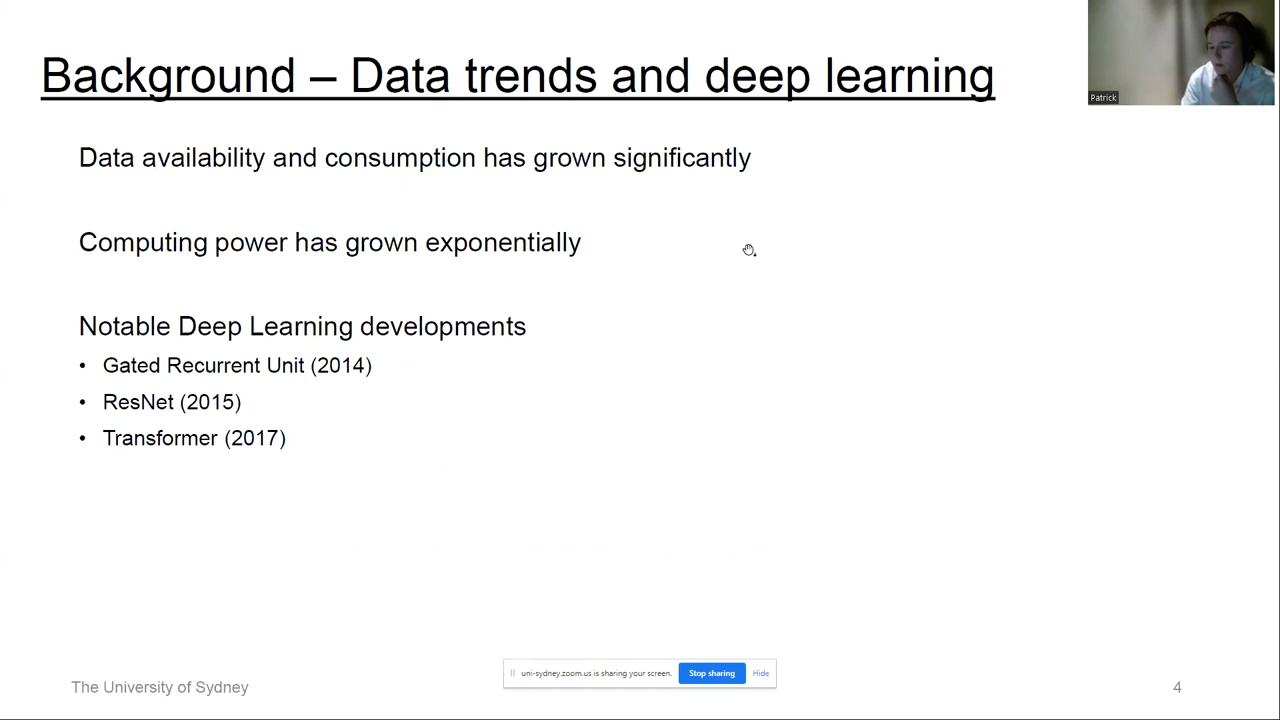 Background – Data trends and deep learning
Patrick
Data availability and consumption has grown significantly
Computing power has grown exponentially
Notable Deep Learning developments
• Gated Recurrent Unit (2014)
• ResNet (2015)
• Transformer (2017)
uni-sydney.zoom.us is sharing your screen. Stop sharing Hide
The University of Sydney 4